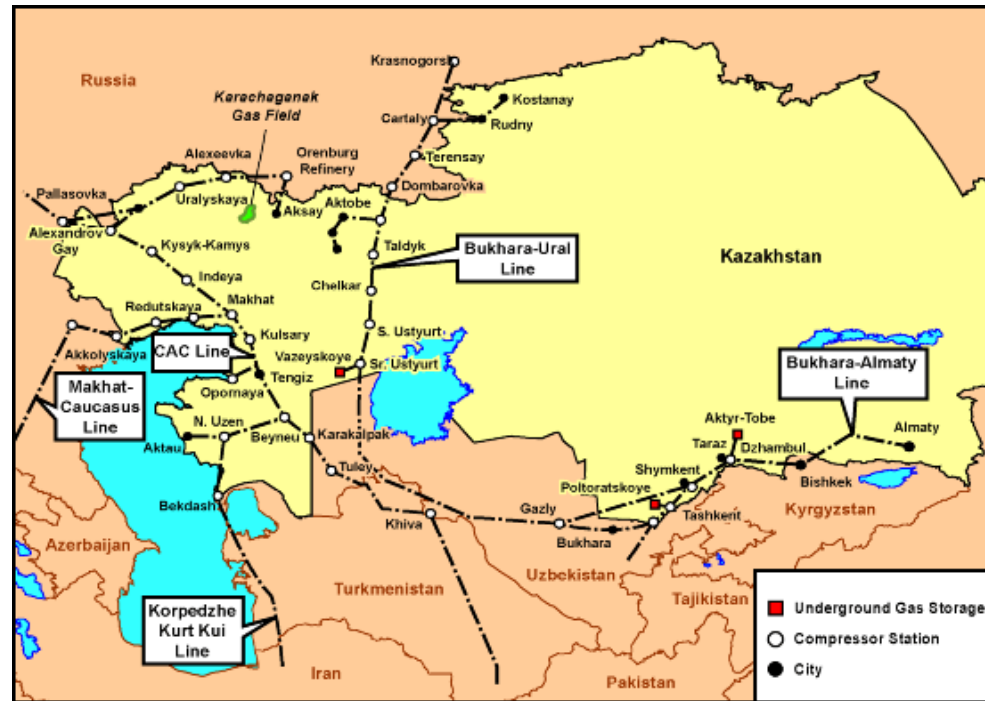 Krasnogorsk
Russia
Karachaganak
Gas Field
Kostanay
Cartaly
Rudny
Alexeevka
Orenburg
Refinery
Terensay
Pallasovka
Dombarovka
Uralyskaya
Aksay
Aktobe
Alexandrov
Gay
Kysyk-Kamys
Taldyk
Bukhara-Ural
Line
Kazakhstan
Indeya
Chelkar
Makhat
Redutskaya
Kulsary
S. Ustyurt
Akkolyskaya
CAC Line
Vazeyskoye
Sr. Ustyurt
Bukhara-Almaty
Line
Makhat-
Caucasus
Line
Tengiz
Opornaya
Aktyr-Tobe
N. Uzen
Almaty
Aktau
Beyneu
Karakalpak
Taraz
Dzhambul
Tuley
Shymkent
Bishkek
Poltoratskoye
Bekdash
Gazly
Tashkent
Kyrgyzstan
Khiva
Bukhara
Azerbaijan
Uzbekistan
Turkmenistan
Tajikistan
Korpedzhe
Kurt Kui
Line
Iran
Pakistan
Underground Gas Storage
Compressor Station
City